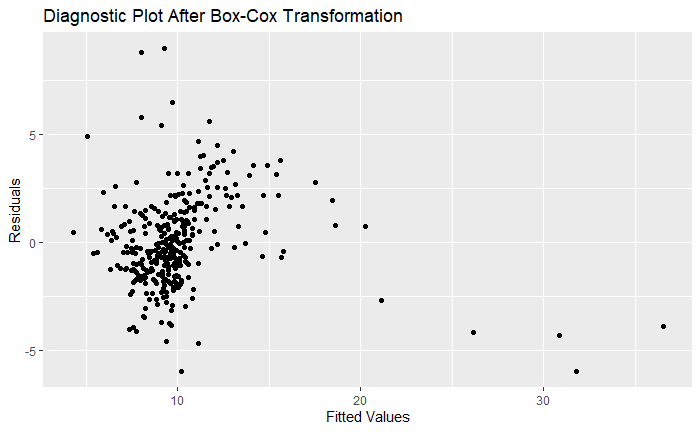 Diagnostic Plot After Box-Cox Transformation
5
0
-5
Residuals
10 20 30
Fitted Values